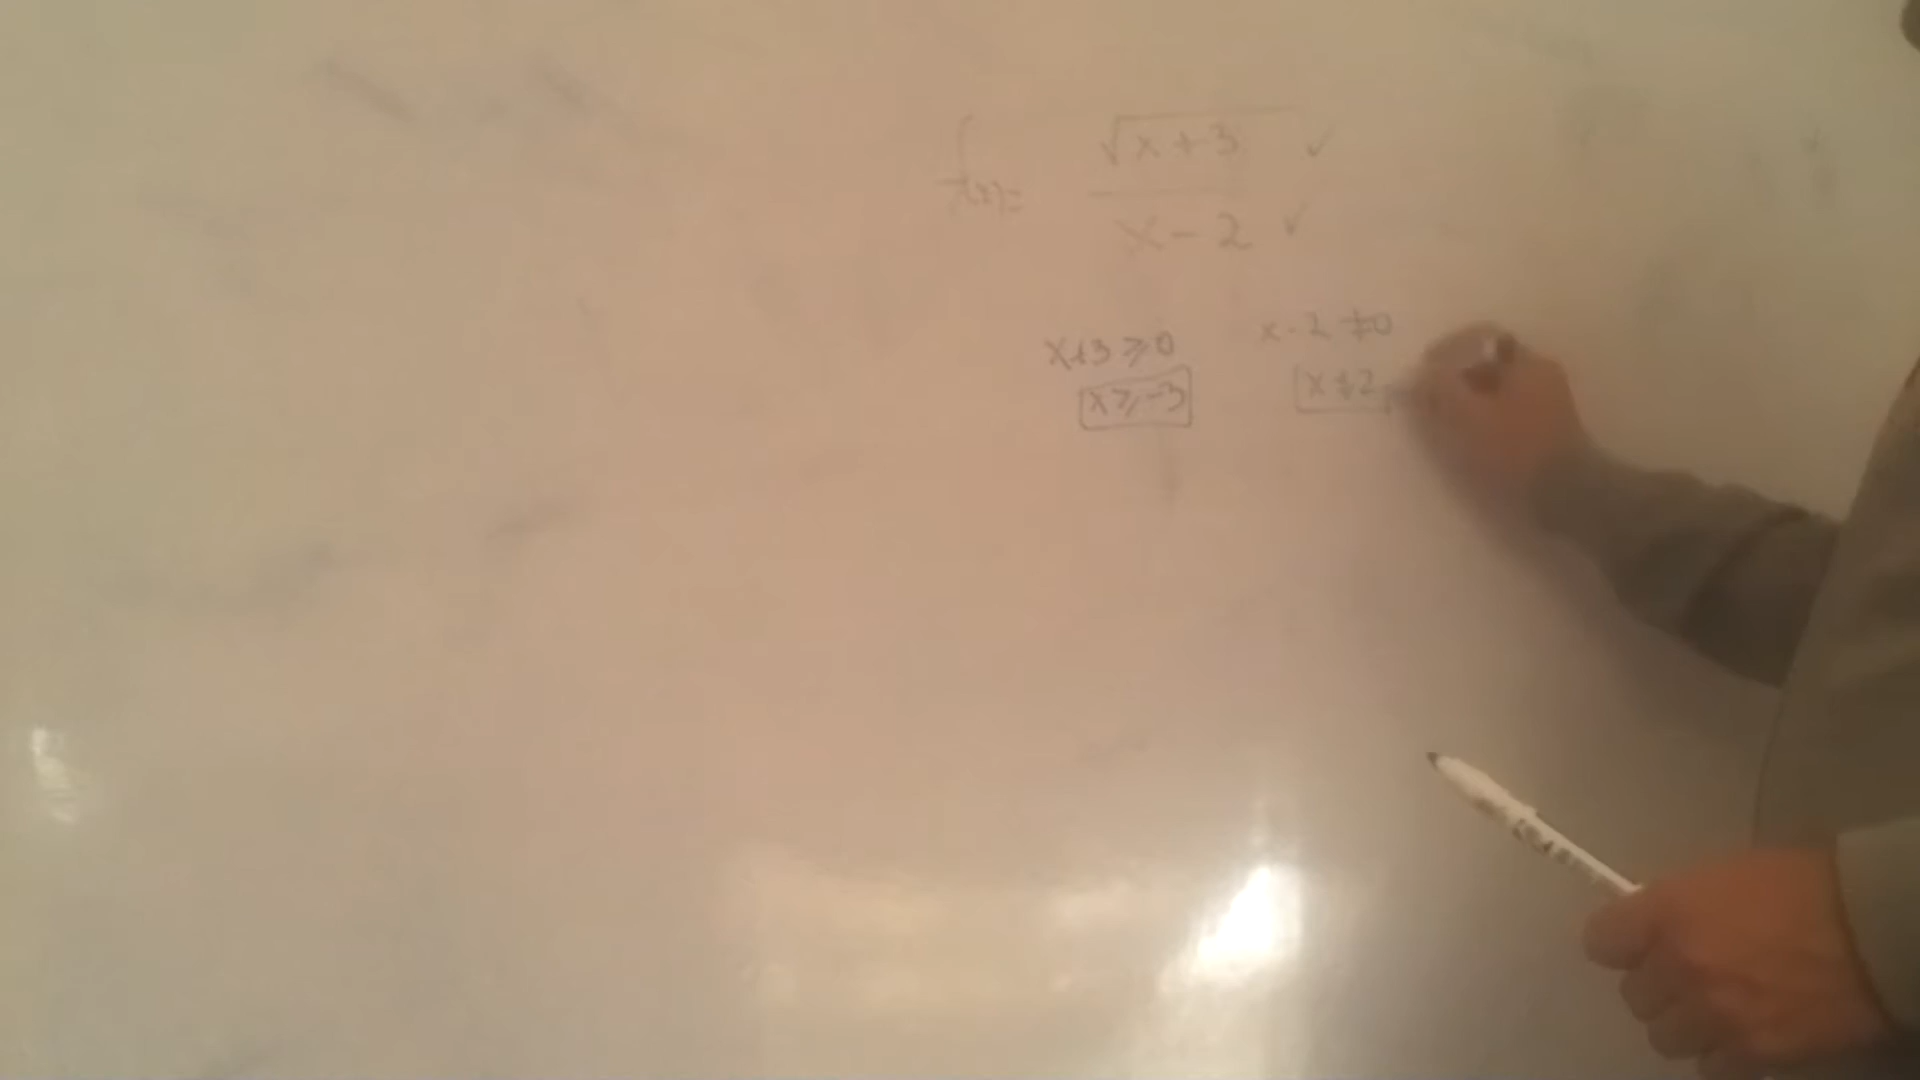 f(x)= √x+3 ✓
x-2 ✓
x+3 ≥ 0
x-2 ≠ 0
x ≥ -3
x ≠ 2